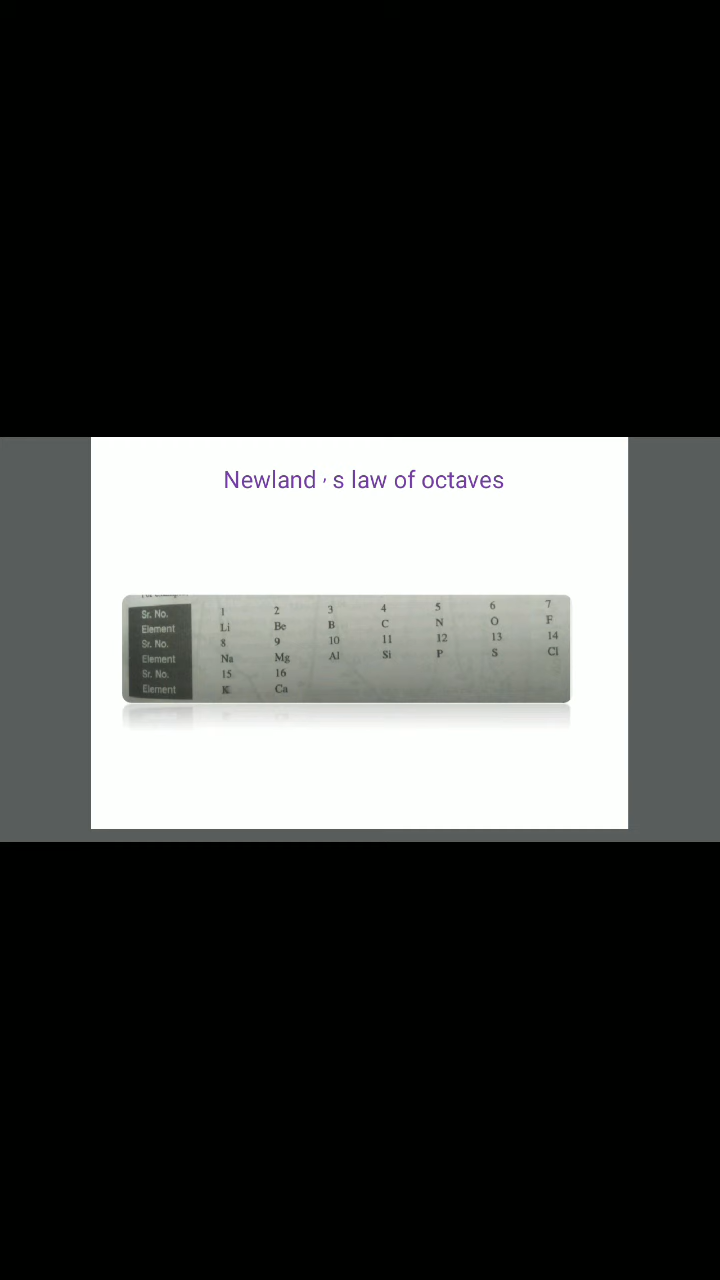 Newland ' s law of octaves
Sr. No. 1 2 3 4 5 6 7
Element Li Be B C N O F
Sr. No. 8 9 10 11 12 13 14
Element Na Mg Al Si P S Cl
Sr. No. 15 16
Element K Ca